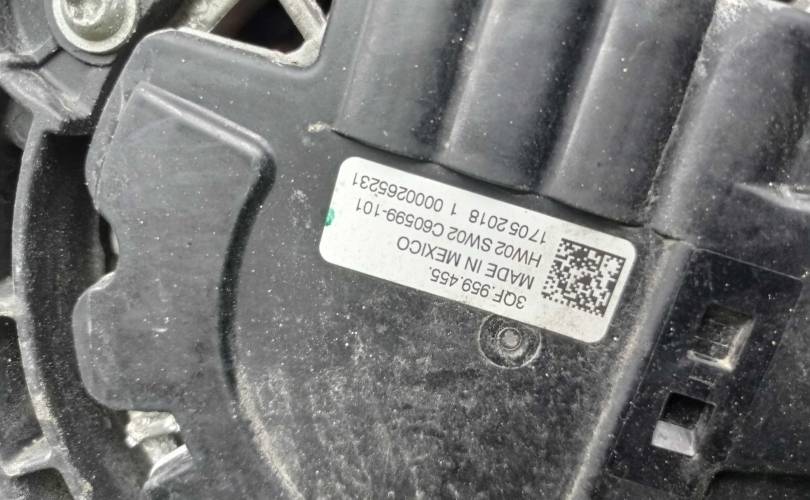 3QF.959.455.
MADE IN MEXICO
HW02 SW02 C60599-101
17052018 1 0000265231